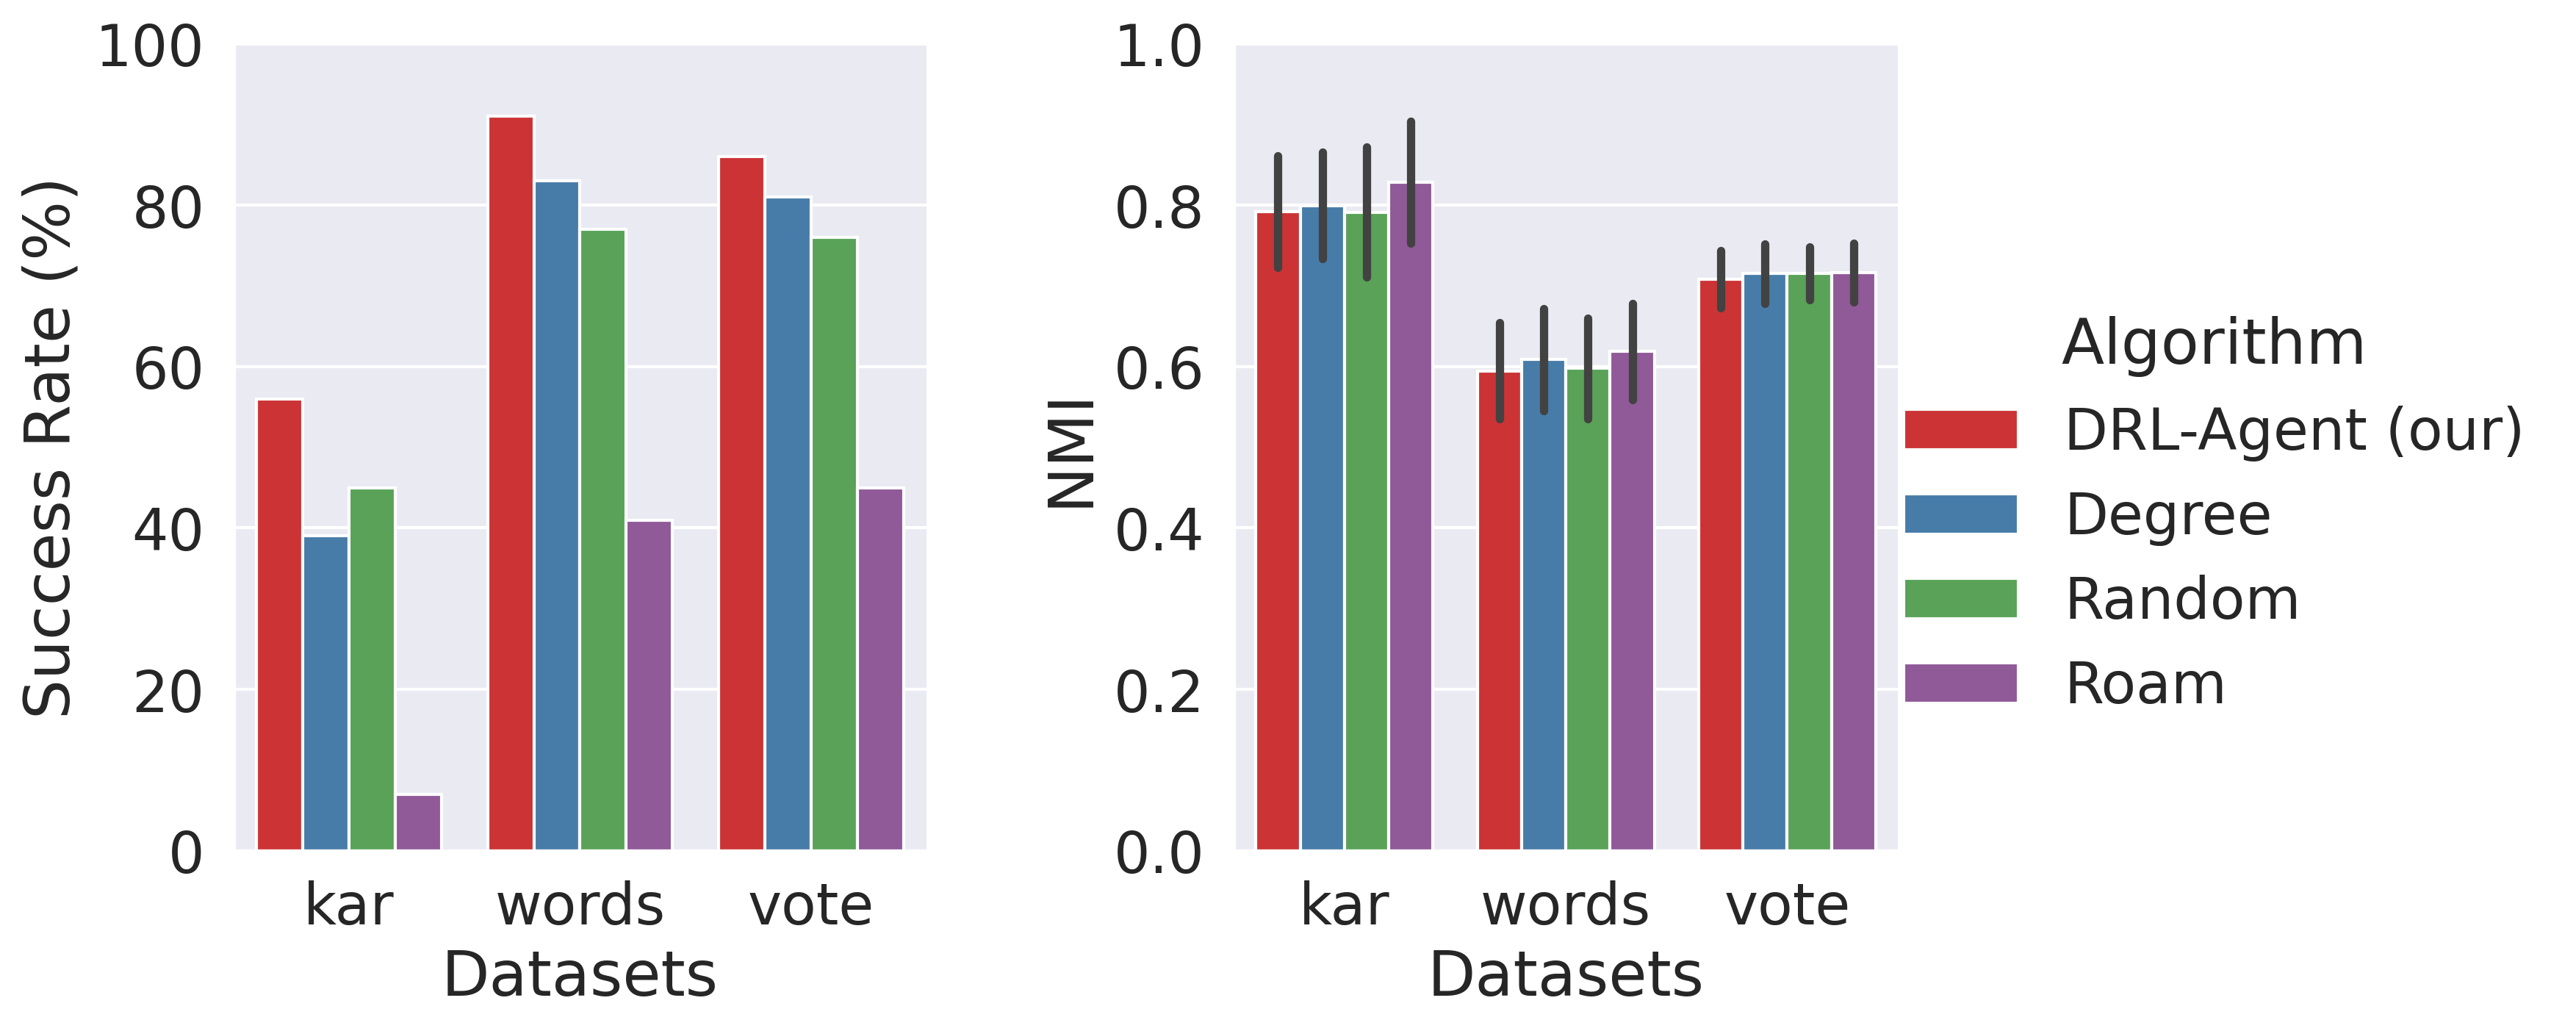 Success Rate (%)
100
80
60
40
20
0
kar words vote
Datasets
NMI
1.0
0.8
0.6
0.4
0.2
0.0
kar words vote
Datasets
Algorithm
DRL-Agent (our)
Degree
Random
Roam